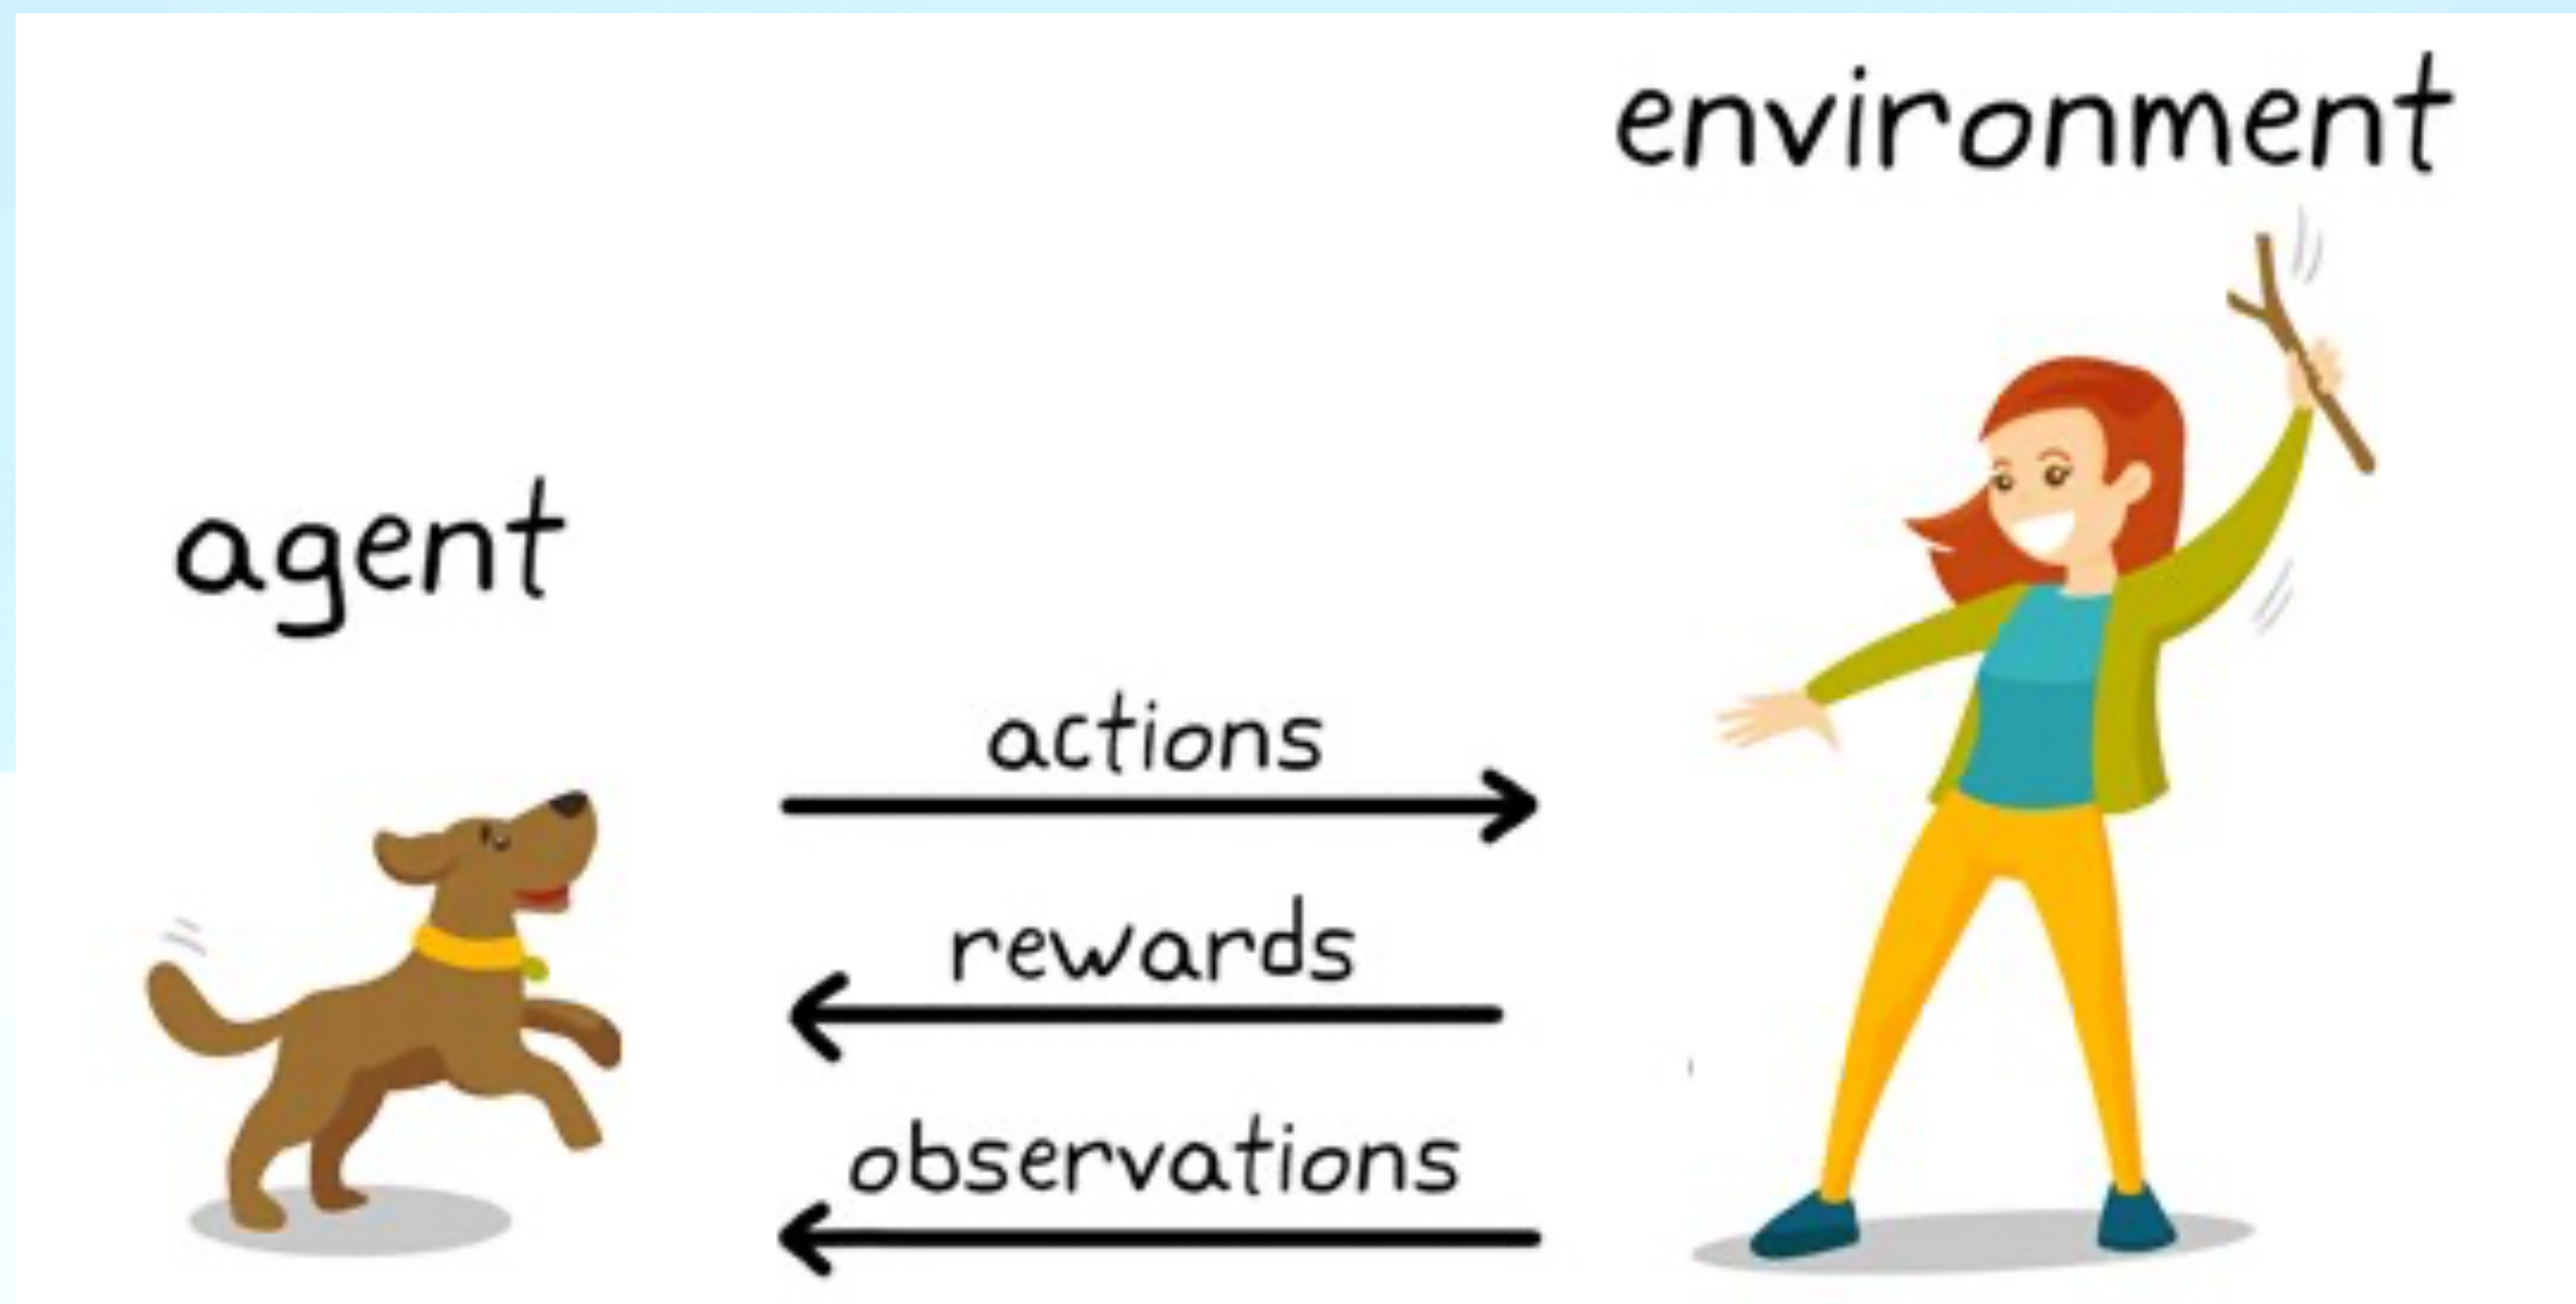 environment
agent
actions
rewards
observations